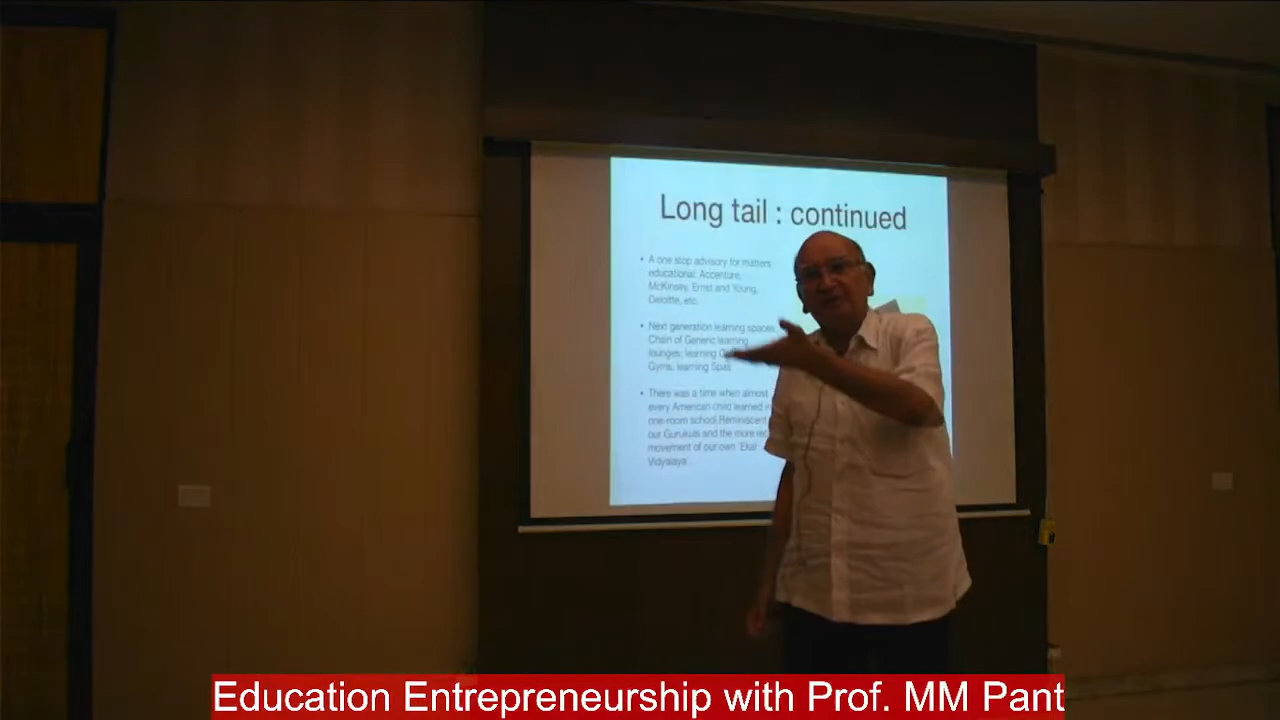 Long tail : continued
• A one stop advisory for matters
educational: Accenture,
McKinsey, Ernst and Young,
Deloitte, etc.
• Next generation learning spaces.
Chain of Generic learning
lounges; learning
Gyms, learning Spas
• There was a time when almost
every American child learned in
one-room school.Reminiscent
our Gurukuls and the more
movement of our own 'Ekal
Vidyalaya'.
Education Entrepreneurship with Prof. MM Pant